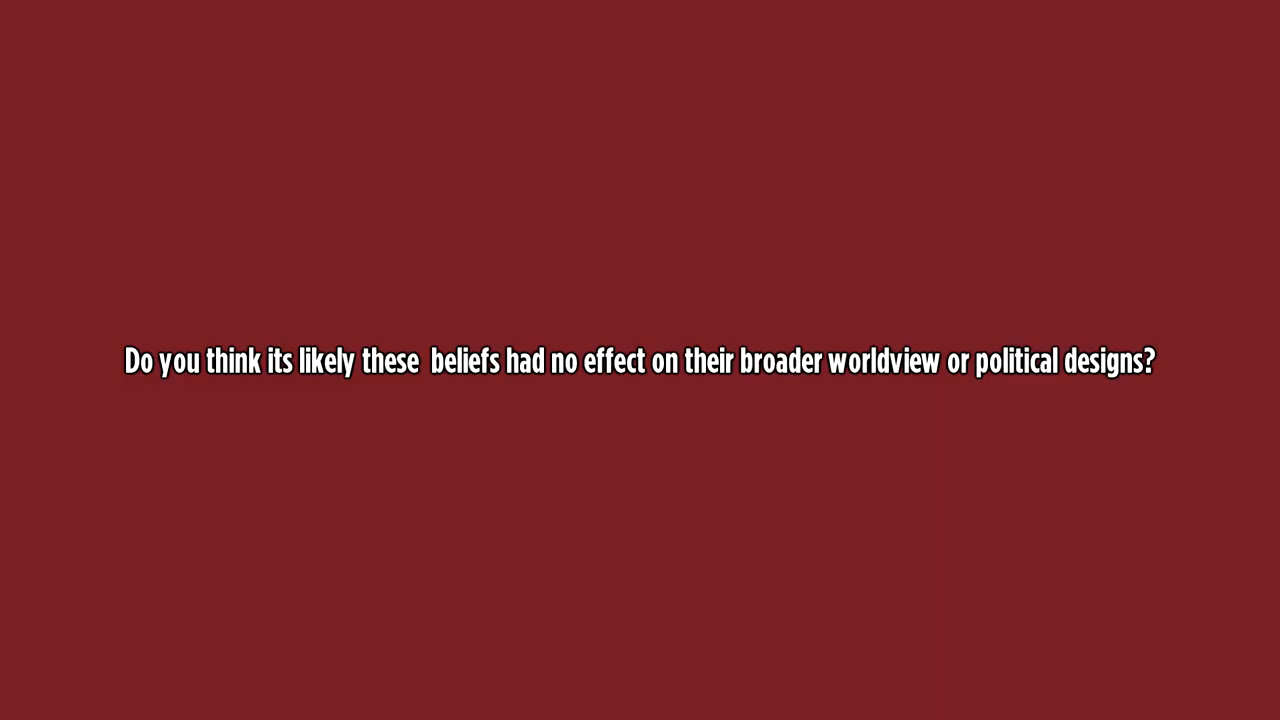 Do you think its likely these  beliefs had no effect on their broader worldview or political designs?